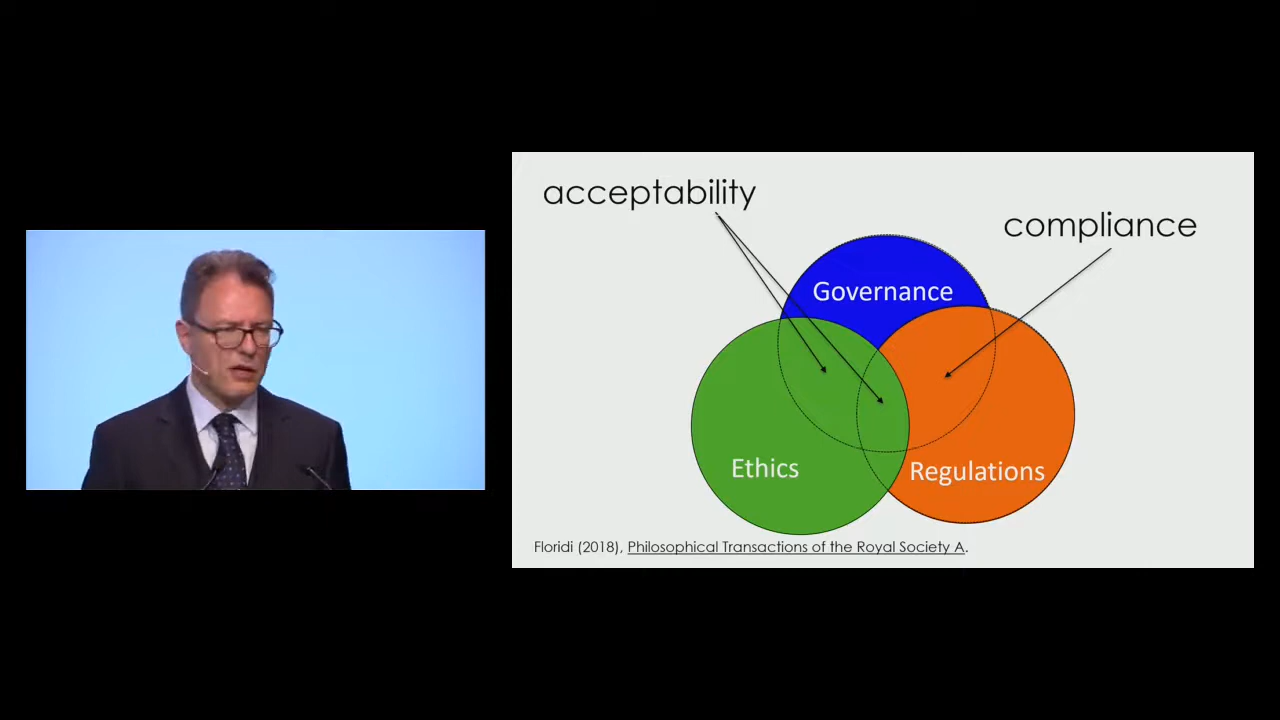 acceptability
compliance
Governance
Ethics
Regulations
Floridi (2018), Philosophical Transactions of the Royal Society A.